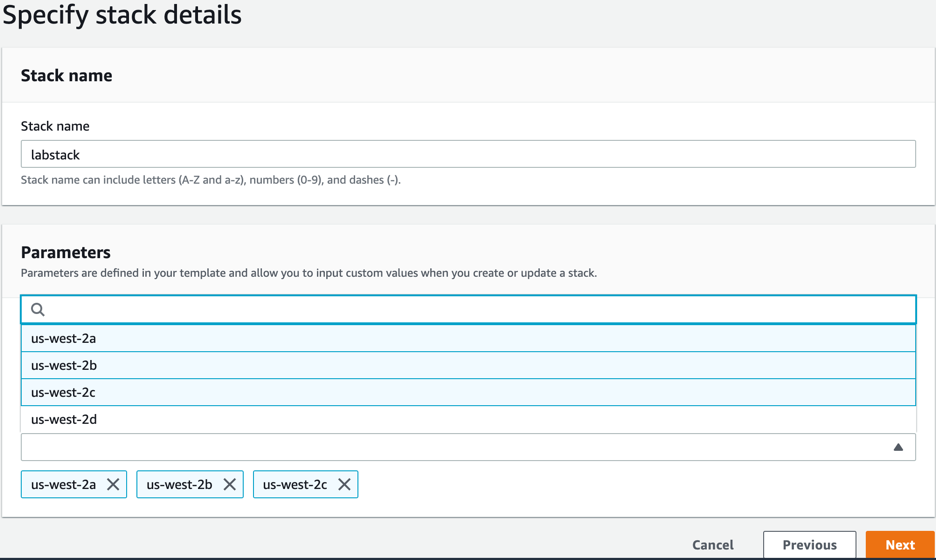 Specify stack details
Stack name
Stack name
labstack
Stack name can include letters (A-Z and a-z), numbers (0-9), and dashes (-).
Parameters
Parameters are defined in your template and allow you to input custom values when you create or update a stack.
us-west-2a
us-west-2b
us-west-2c
us-west-2d
us-west-2a us-west-2b us-west-2c
Cancel Previous Next